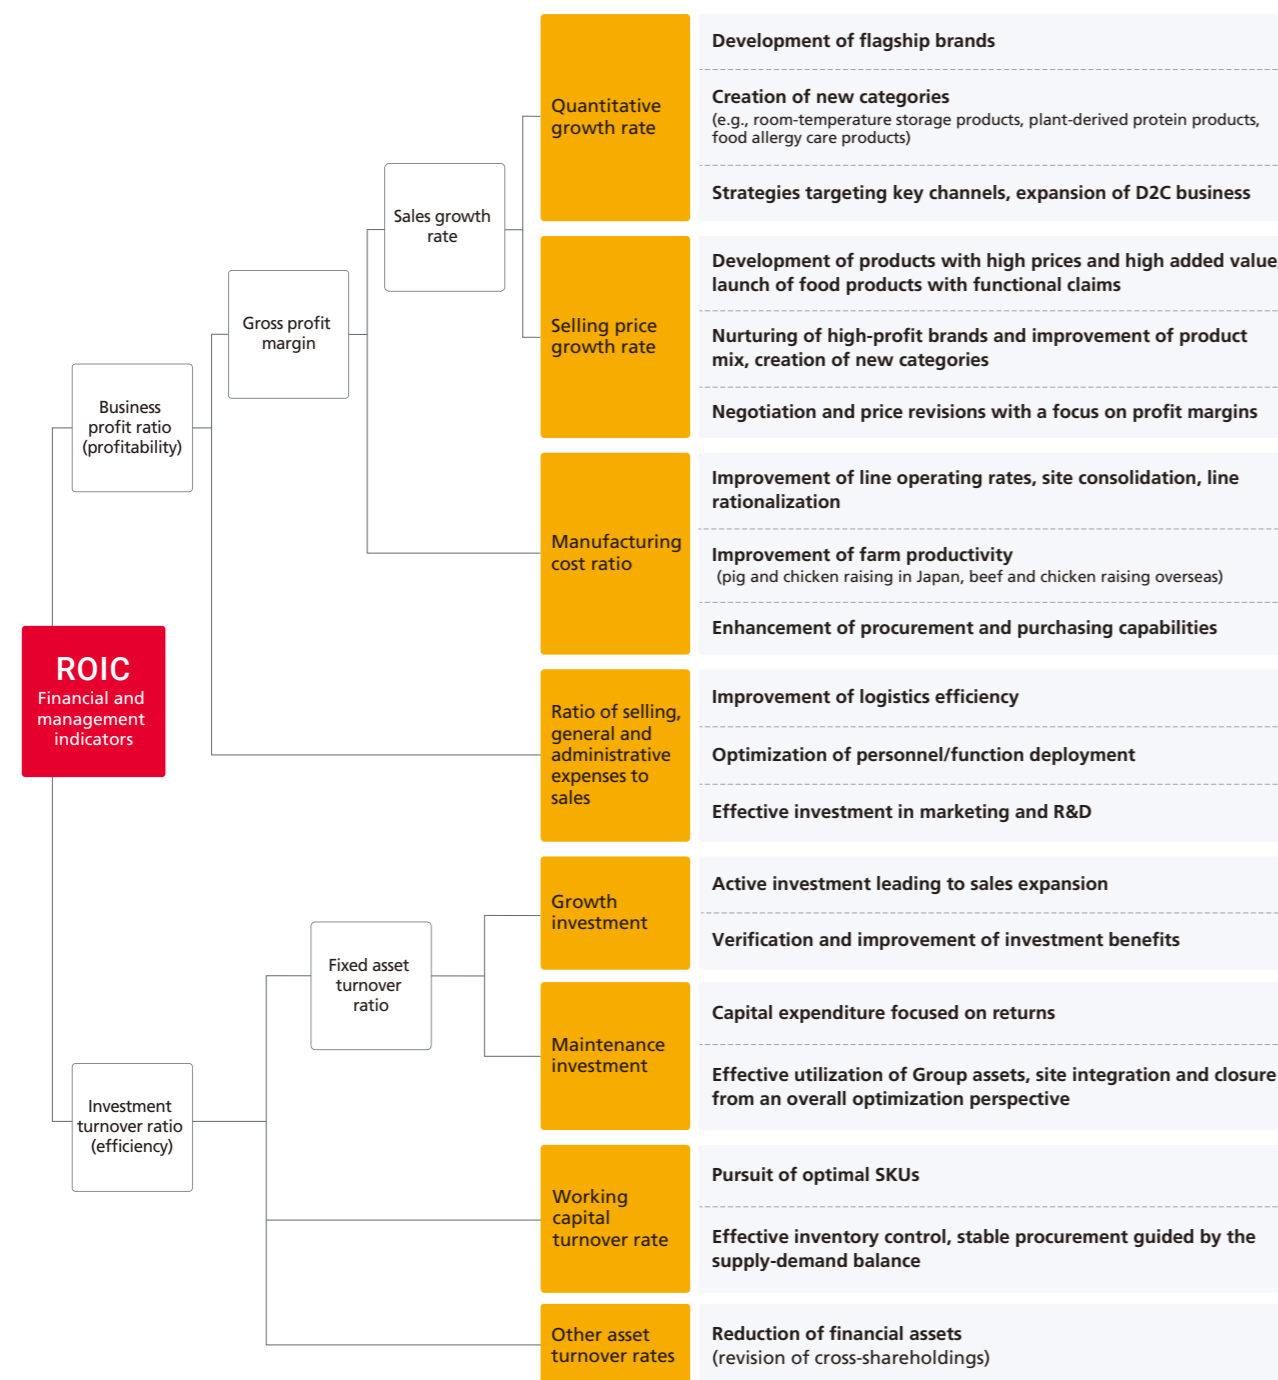 Development of flagship brands
Quantitative
growth rate
Creation of new categories
(e.g., room-temperature storage products, plant-derived protein products,
food allergy care products)
Strategies targeting key channels, expansion of D2C business
Sales growth
rate
Selling price
growth rate
Development of products with high prices and high added value,
launch of food products with functional claims
Nurturing of high-profit brands and improvement of product
mix, creation of new categories
Negotiation and price revisions with a focus on profit margins
Gross profit
margin
Business
profit ratio
(profitability)
Manufacturing
cost ratio
Improvement of line operating rates, site consolidation, line
rationalization
Improvement of farm productivity
(pig and chicken raising in Japan, beef and chicken raising overseas)
Enhancement of procurement and purchasing capabilities
ROIC
Financial and
management
indicators
Ratio of selling,
general and
administrative
expenses to
sales
Improvement of logistics efficiency
Optimization of personnel/function deployment
Effective investment in marketing and R&D
Growth
investment
Active investment leading to sales expansion
Verification and improvement of investment benefits
Fixed asset
turnover
ratio
Maintenance
investment
Capital expenditure focused on returns
Effective utilization of Group assets, site integration and closure
from an overall optimization perspective
Investment
turnover ratio
(efficiency)
Working
capital
turnover rate
Pursuit of optimal SKUs
Effective inventory control, stable procurement guided by the
supply-demand balance
Other asset
turnover rates
Reduction of financial assets
(revision of cross-shareholdings)